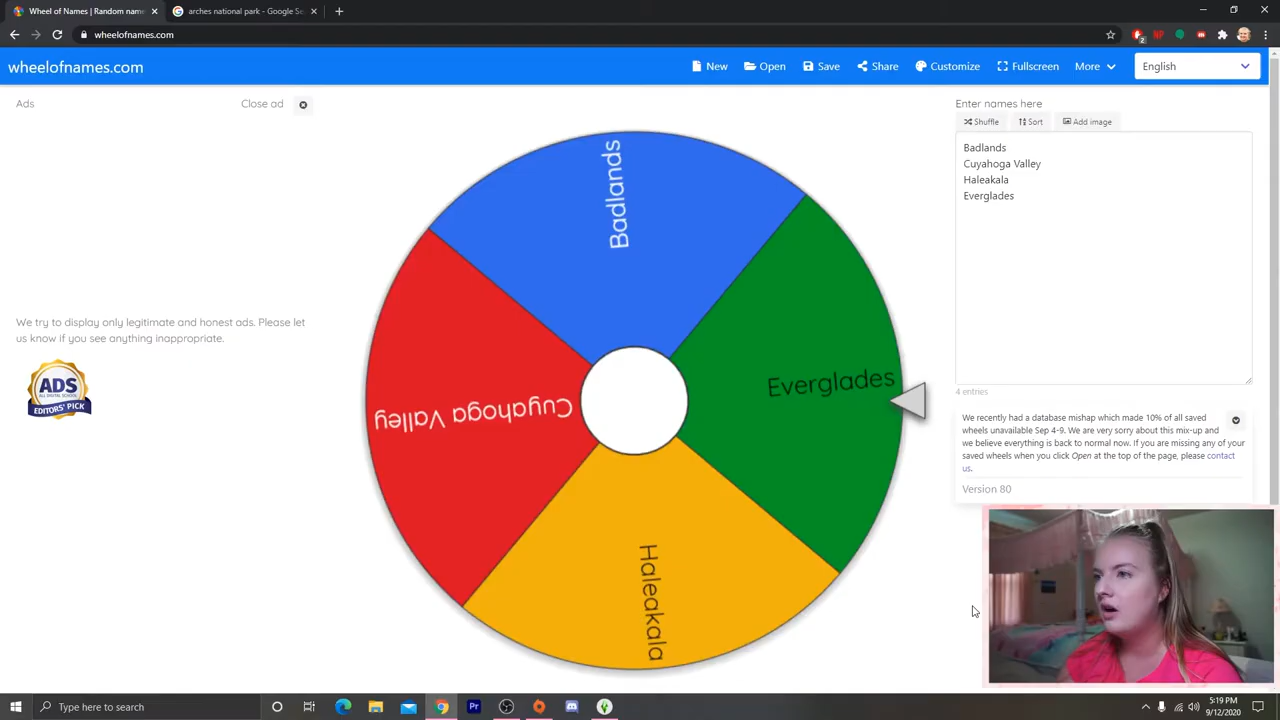 Wheel of Names | Random name
arches national park - Google Se
wheelofnames.com
2
wheelofnames.com
New
Open
Save
Share
Customize
Fullscreen
More
English
Ads
Close ad
We try to display only legitimate and honest ads. Please let
us know if you see anything inappropriate.
ADS
ALL DIGITAL SCHOOL
EDITORS' PICK
Badlands
Everglades
Cuyahoga Valley
Haleakala
Enter names here
Shuffle
Sort
Add image
Badlands
Cuyahoga Valley
Haleakala
Everglades
4 entries
We recently had a database mishap which made 10% of all saved
wheels unavailable Sep 4-9. We are very sorry about this mix-up and
we believe everything is back to normal now. If you are missing any of your
saved wheels when you click Open at the top of the page, please contact
us.
Version 80
Type here to search
Pr
5:19 PM
9/12/2020